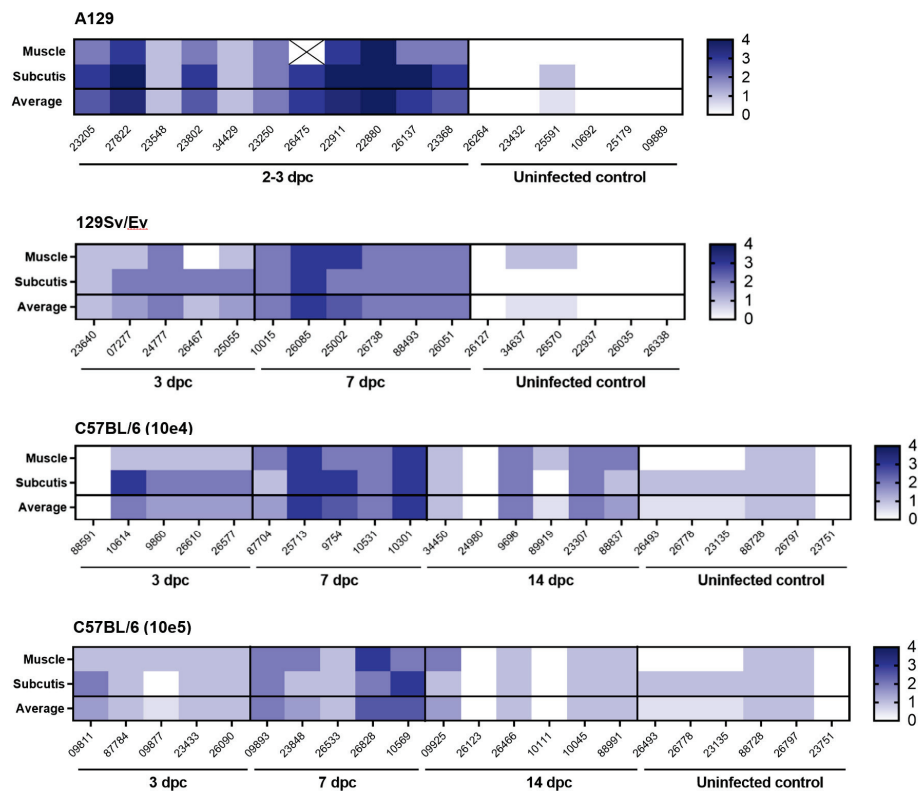 A129
Muscle
Subcutis
Average
4
3
2
1
0
23205 27822 23548 23802 34429 23250 26475 22911 22880 26137 23368 26264 23432 25591 10692 25179 09889
2-3 dpc Uninfected control
129Sv/Ev
Muscle
Subcutis
Average
4
3
2
1
0
23640 07277 24777 26467 25055 10015 26085 25002 26738 88493 26051 26127 34637 26570 22937 26035 26338
3 dpc 7 dpc Uninfected control
C57BL/6 (10e4)
Muscle
Subcutis
Average
4
3
2
1
0
88591 10614 9860 26610 26577 87704 25713 9754 10531 10301 34450 24980 9696 89919 23307 88837 26493 26778 23135 88728 26797 23751
3 dpc 7 dpc 14 dpc Uninfected control
C57BL/6 (10e5)
Muscle
Subcutis
Average
4
3
2
1
0
09811 87784 09877 23433 26090 09893 23848 26533 26828 10569 09925 26123 26466 10111 10045 88991 26493 26778 23135 88728 26797 23751
3 dpc 7 dpc 14 dpc Uninfected control